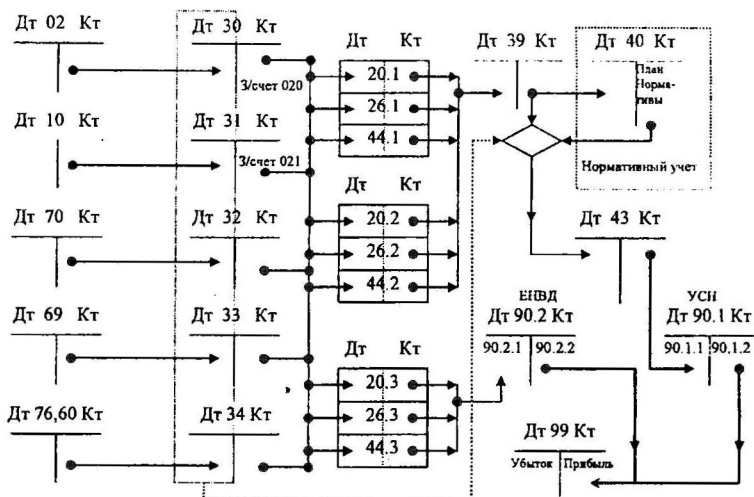 Дт 02 Кт
Дт 30 Кт
З/счет 020
Дт 10 Кт
Дт 31 Кт
З/счет 021
Дт 70 Кт
Дт 32 Кт
Дт 69 Кт
Дт 33 Кт
Дт 76,60 Кт
Дт 34 Кт
Дт Кт
20.1
26.1
44.1
Дт Кт
20.2
26.2
44.2
Дт Кт
20.3
26.3
44.3
Дт 39 Кт
Дт 40 Кт
План
Норма-
тивы
Нормативный учет
Дт 43 Кт
ЕНВД
Дт 90.2 Кт
90.2.1 90.2.2
УСН
Дт 90.1 Кт
90.1.1 90.1.2
Дт 99 Кт
Убыток Прибыль